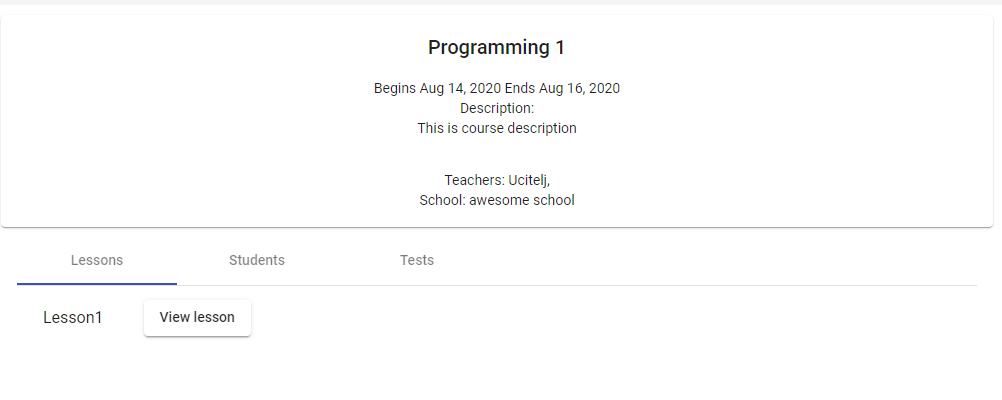 Programming 1
Begins Aug 14, 2020 Ends Aug 16, 2020
Description:
This is course description
Teachers: Ucitelj,
School: awesome school
Lessons Students Tests
Lesson1 View lesson